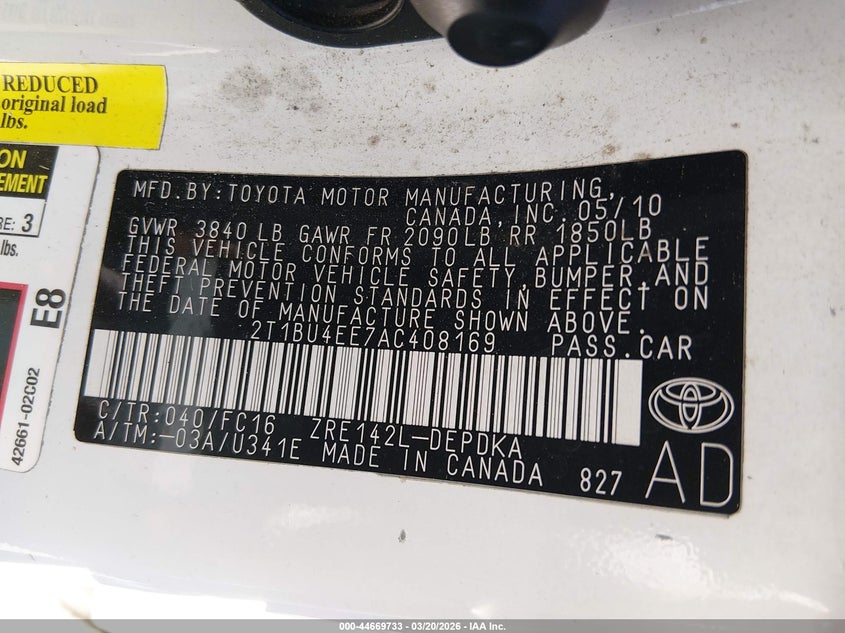 REDUCED
original load
lbs.
ON
EMENT
RE: 3
lbs.
E8
42661-02C02
MFD.BY:TOYOTA MOTOR MANUFACTURING,
CANADA,INC. 05/10
GVWR 3840 LB GAWR FR 2090LB RR 1850LB
THIS VEHICLE CONFORMS TO ALL APPLICABLE
FEDERAL MOTOR VEHICLE SAFETY,BUMPER,AND
THEFT PREVENTION STANDARDS IN EFFECT ON
THE DATE OF MANUFACTURE SHOWN ABOVE.
2T1BU4EE7AC408169 PASS.CAR
C/TR:040/FC16 ZRE142L-DEPDKA
A/TM:-03A/U341E MADE IN CANADA 827 AD
000-44669733 - 03/20/2026 - IAA Inc.